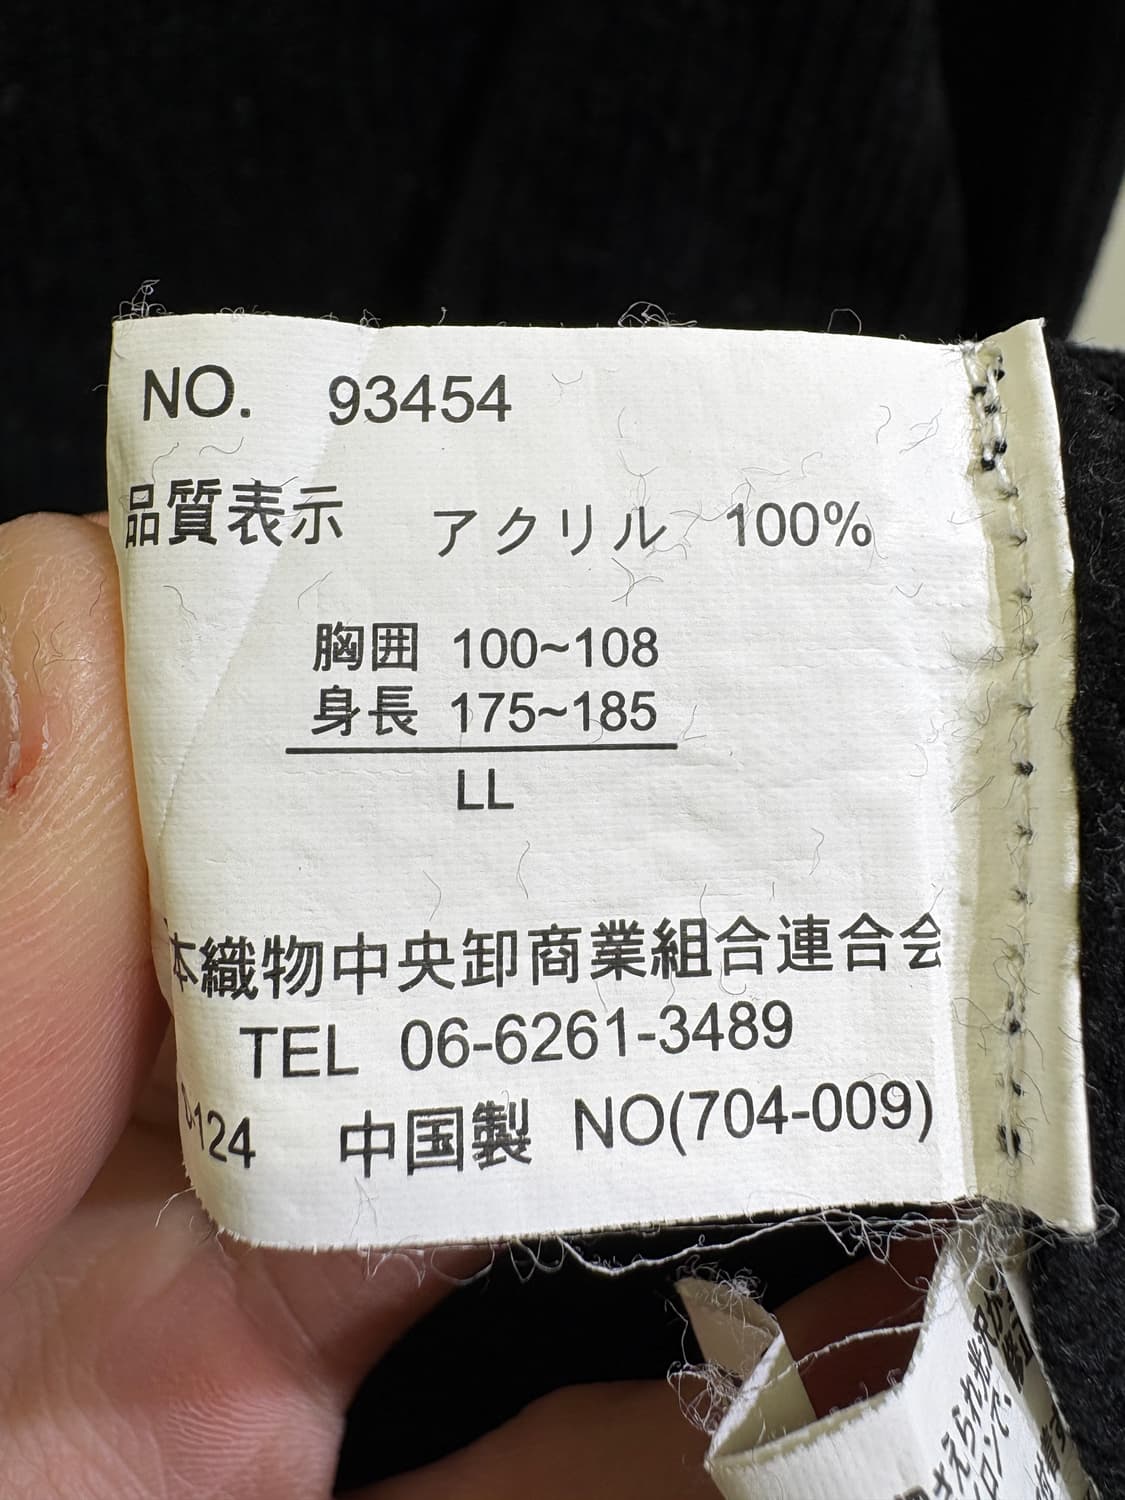 NO. 93454
品質表示 アクリル 100%
胸囲 100~108
身長 175~185
LL
本織物中央卸商業組合連合会
TEL 06-6261-3489
124 中国製 NO(704-009)